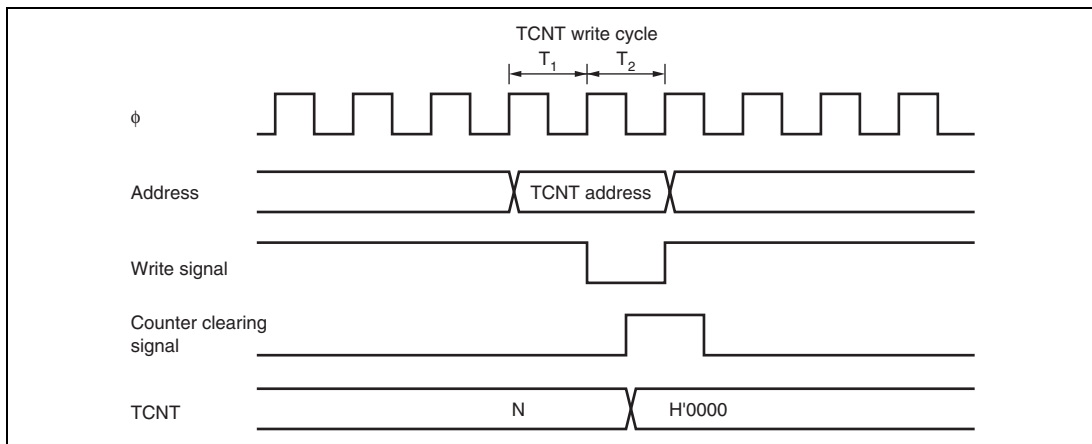 TCNT write cycle
T1 T2
φ
Address
TCNT address
Write signal
Counter clearing
signal
TCNT
N
H'0000